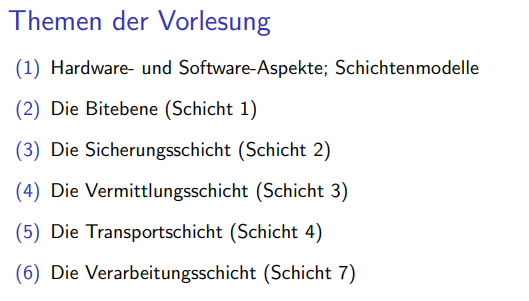 Themen der Vorlesung
(1) Hardware- und Software-Aspekte; Schichtenmodelle
(2) Die Bitebene (Schicht 1)
(3) Die Sicherungsschicht (Schicht 2)
(4) Die Vermittlungsschicht (Schicht 3)
(5) Die Transportschicht (Schicht 4)
(6) Die Verarbeitungsschicht (Schicht 7)